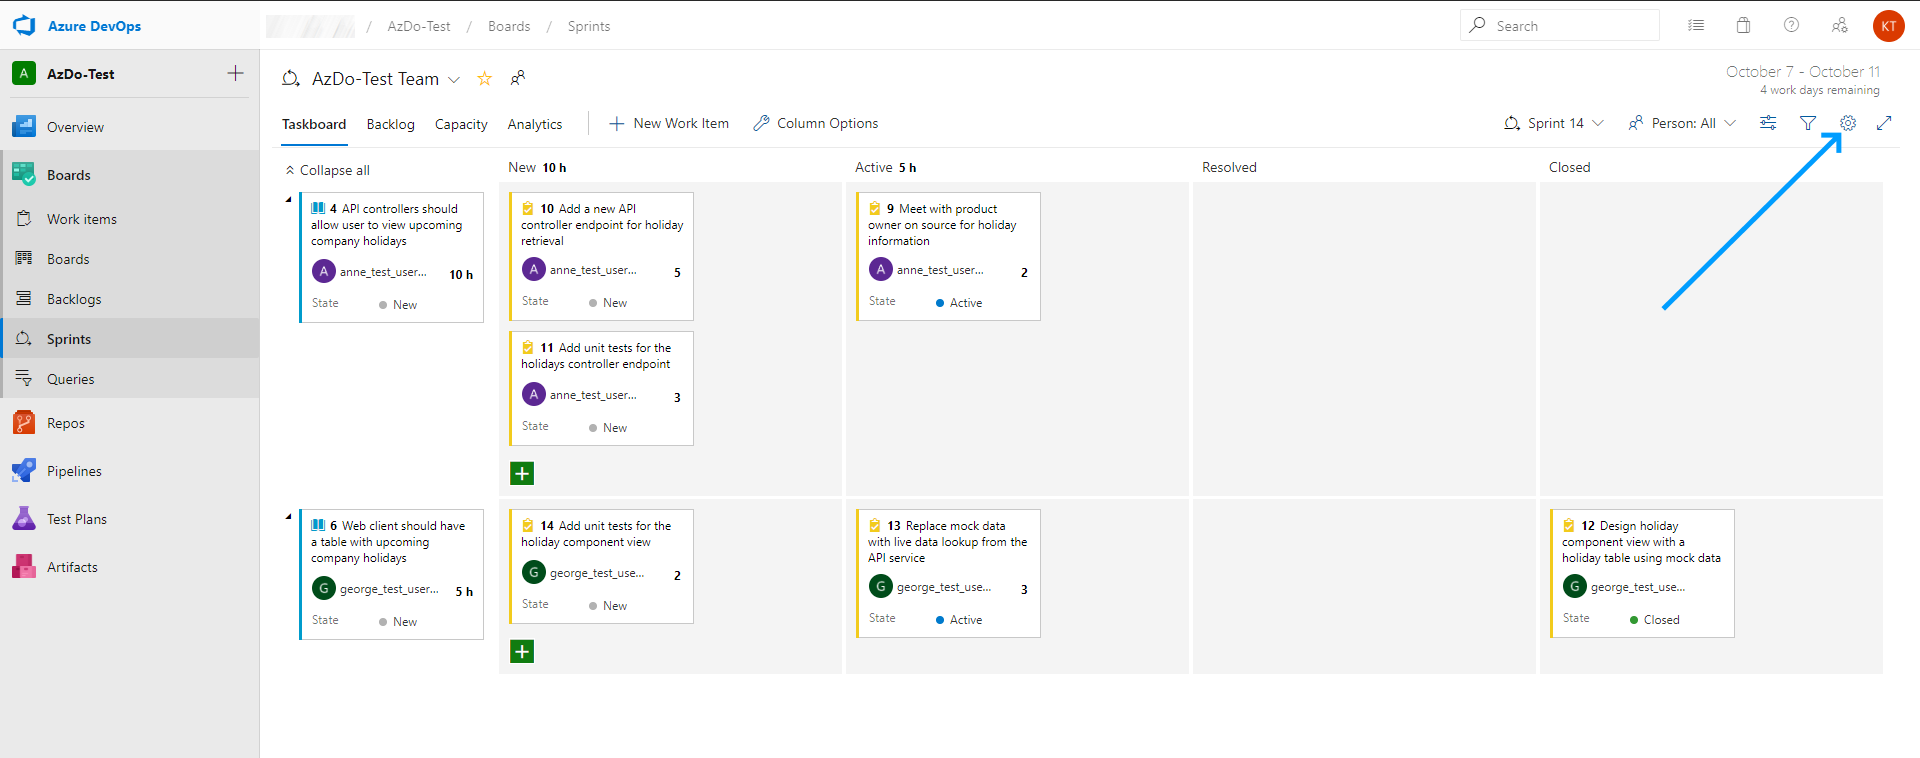 Azure DevOps
/ AzDo-Test / Boards / Sprints
Search
KT
A AzDo-Test
Overview
Boards
Work items
Boards
Backlogs
Sprints
Queries
Repos
Pipelines
Test Plans
Artifacts
AzDo-Test Team
October 7 - October 11
4 work days remaining
Taskboard Backlog Capacity Analytics New Work Item Column Options
Sprint 14 Person: All
Collapse all
New 10 h
Active 5 h
Resolved
Closed
4 API controllers should
allow user to view upcoming
company holidays
A anne_test_user... 10 h
State New
10 Add a new API
controller endpoint for holiday
retrieval
A anne_test_user... 5
State New
11 Add unit tests for the
holidays controller endpoint
A anne_test_user... 3
State New
9 Meet with product
owner on source for holiday
information
A anne_test_user... 2
State Active
6 Web client should have
a table with upcoming
company holidays
G george_test_user... 5 h
State New
14 Add unit tests for the
holiday component view
G george_test_use... 2
State New
13 Replace mock data
with live data lookup from the
API service
G george_test_use... 3
State Active
12 Design holiday
component view with a
holiday table using mock data
G george_test_use...
State Closed